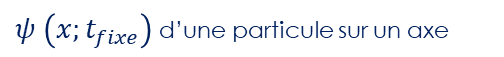 ψ (x; t_fixe) d’une particule sur un axe